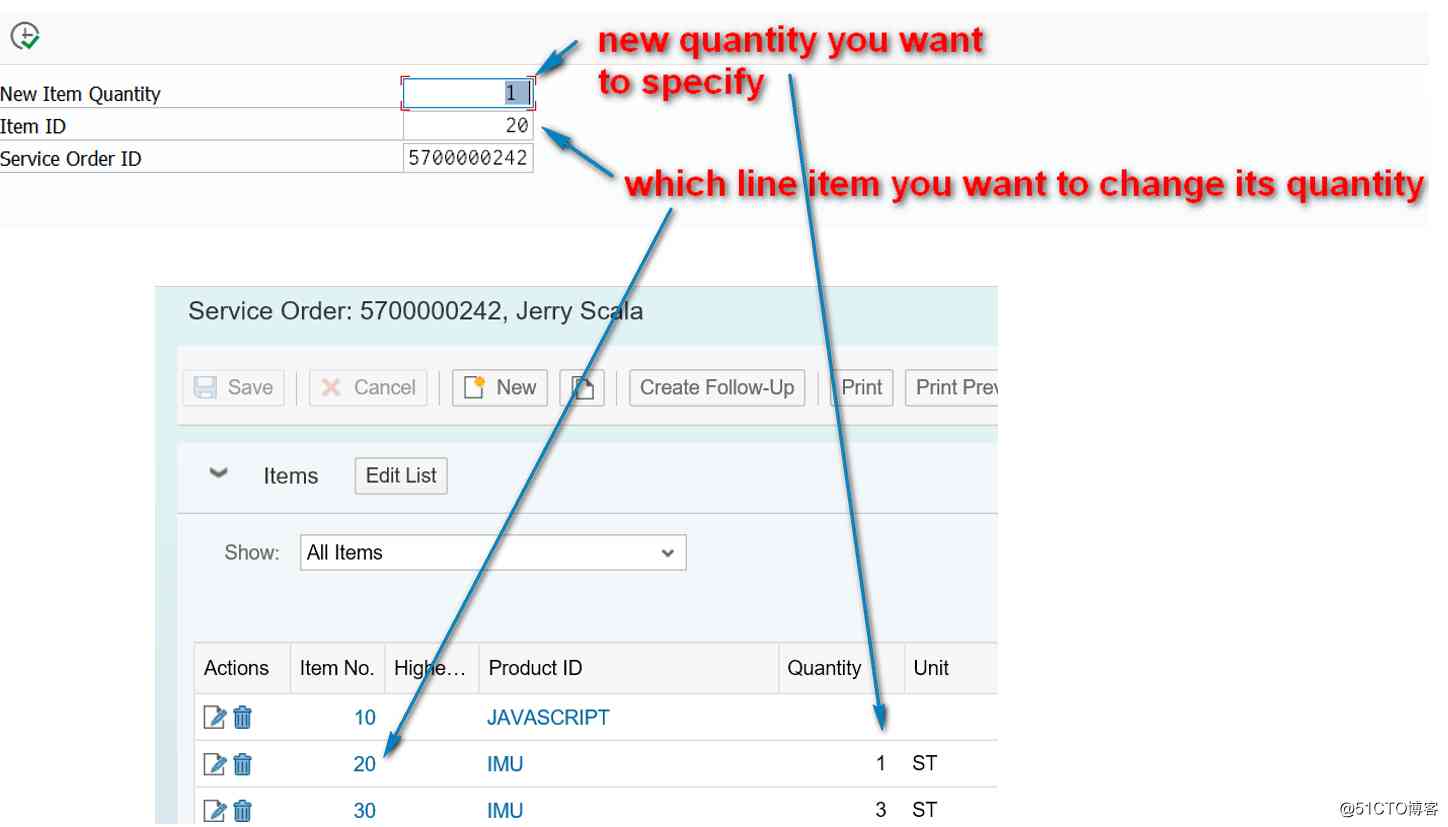 new quantity you want
to specify
New Item Quantity 1
Item ID 20
Service Order ID 5700000242
which line item you want to change its quantity
Service Order: 5700000242, Jerry Scala
Save Cancel New Create Follow-Up Print Print Prev
Items Edit List
Show: All Items
Actions Item No. Highe... Product ID Quantity Unit
10 JAVASCRIPT
20 IMU 1 ST
30 IMU 3 ST
@51CTO博客